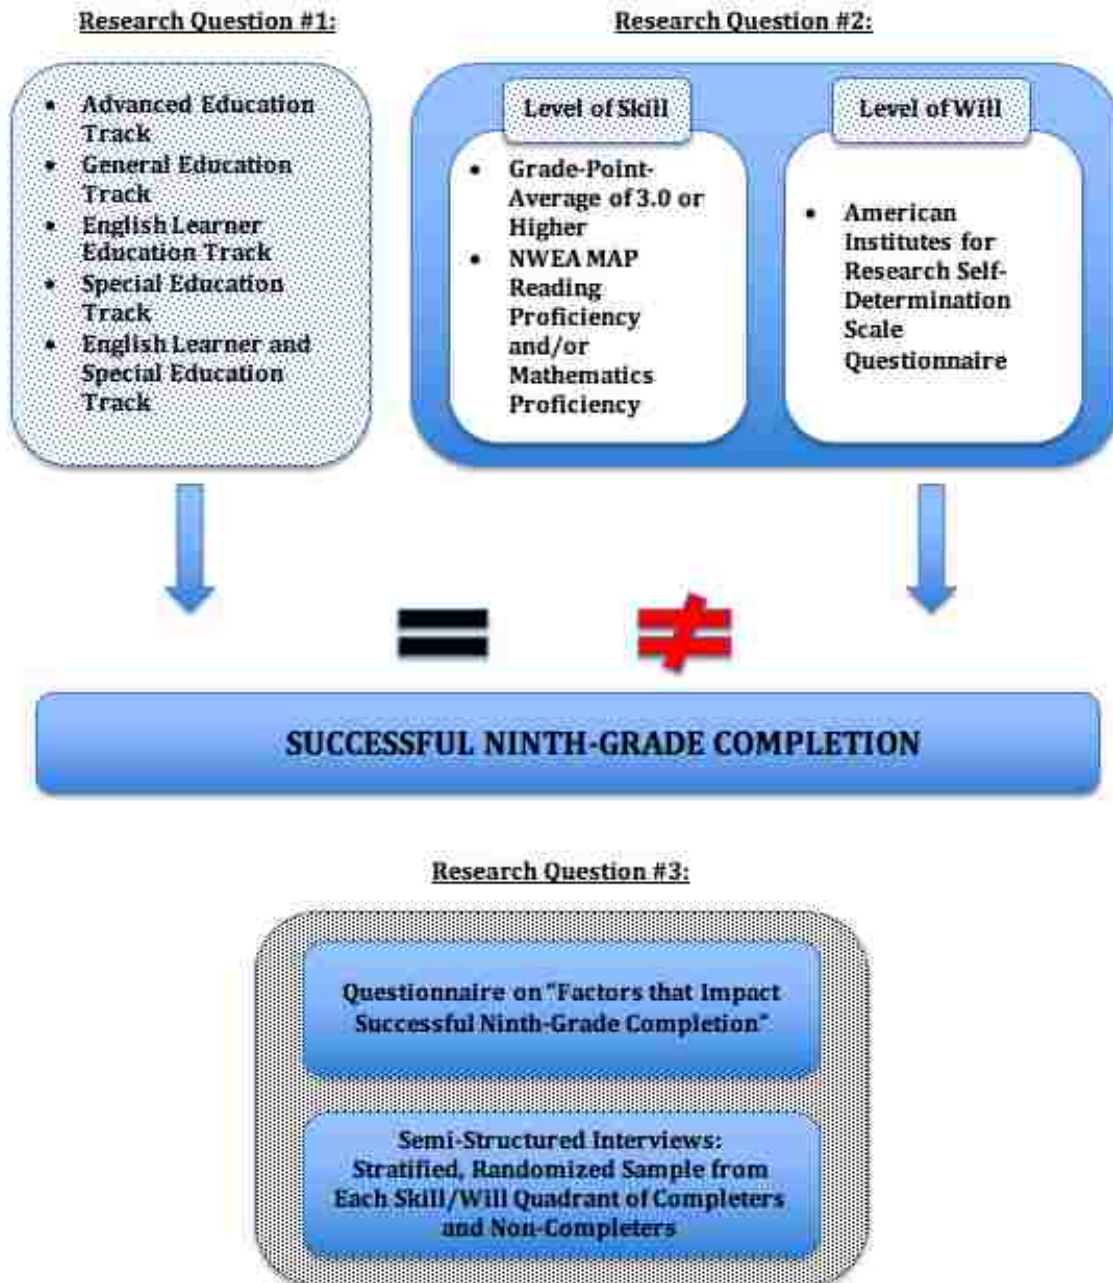 Research Question #1:
• Advanced Education
Track
• General Education
Track
• English Learner
Education Track
• Special Education
Track
• English Learner and
Special Education
Track
Research Question #2:
Level of Skill
• Grade-Point-
Average of 3.0 or
Higher
• NWEA MAP
Reading
Proficiency
and/or
Mathematics
Proficiency
Level of Will
• American
Institutes for
Research Self-
Determination
Scale
Questionnaire
= ≠
SUCCESSFUL NINTH-GRADE COMPLETION
Research Question #3:
Questionnaire on "Factors that Impact
Successful Ninth-Grade Completion"
Semi-Structured Interviews:
Stratified, Randomized Sample from
Each Skill/Will Quadrant of Completers
and Non-Completers